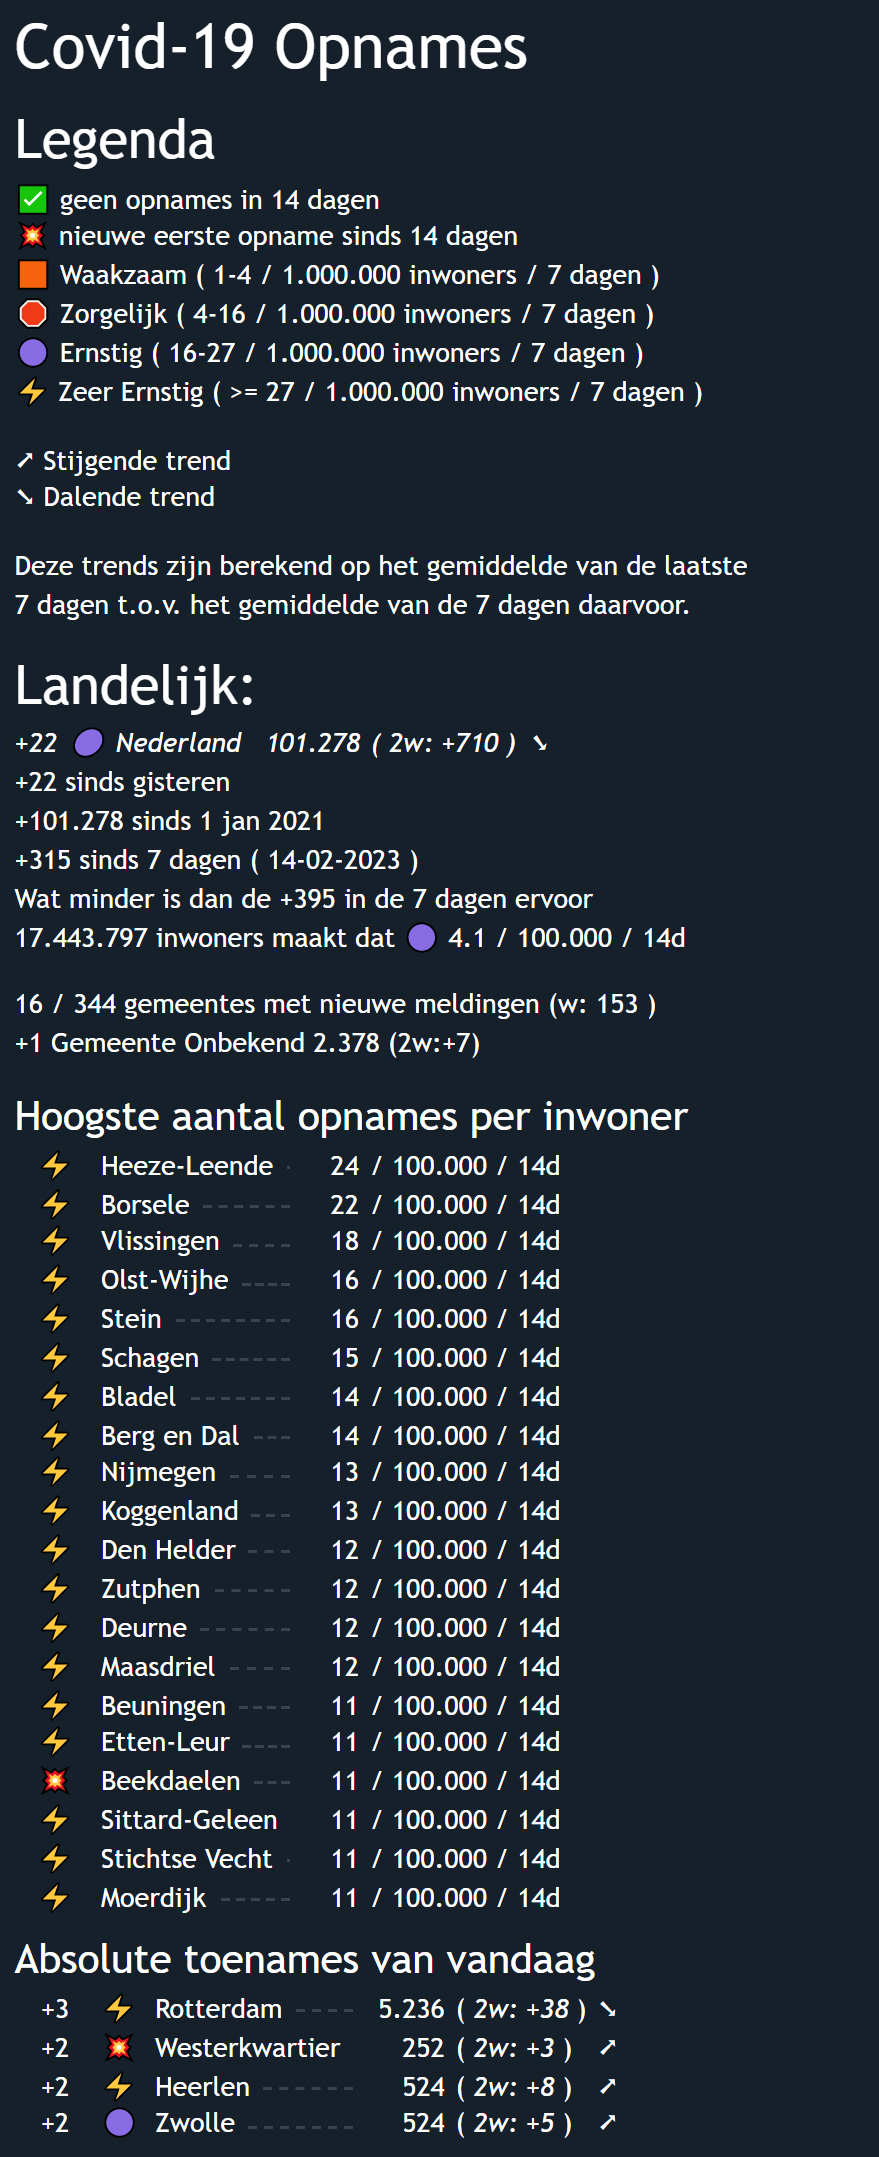 Covid-19 Opnames
Legenda
✅ geen opnames in 14 dagen
💥 nieuwe eerste opname sinds 14 dagen
🟧 Waakzaam ( 1-4 / 1.000.000 inwoners / 7 dagen )
🛑 Zorgelijk ( 4-16 / 1.000.000 inwoners / 7 dagen )
🟣 Ernstig ( 16-27 / 1.000.000 inwoners / 7 dagen )
⚡ Zeer Ernstig ( >= 27 / 1.000.000 inwoners / 7 dagen )
➚ Stijgende trend
➘ Dalende trend
Deze trends zijn berekend op het gemiddelde van de laatste
7 dagen t.o.v. het gemiddelde van de 7 dagen daarvoor.
Landelijk:
+22 🟣 Nederland 101.278 ( 2w: +710 ) ➘
+22 sinds gisteren
+101.278 sinds 1 jan 2021
+315 sinds 7 dagen ( 14-02-2023 )
Wat minder is dan de +395 in de 7 dagen ervoor
17.443.797 inwoners maakt dat 🟣 4.1 / 100.000 / 14d
16 / 344 gemeentes met nieuwe meldingen (w: 153 )
+1 Gemeente Onbekend 2.378 (2w:+7)
Hoogste aantal opnames per inwoner
⚡ Heeze-Leende - 24 / 100.000 / 14d
⚡ Borsele ------ 22 / 100.000 / 14d
⚡ Vlissingen ---- 18 / 100.000 / 14d
⚡ Olst-Wijhe ---- 16 / 100.000 / 14d
⚡ Stein -------- 16 / 100.000 / 14d
⚡ Schagen ------ 15 / 100.000 / 14d
⚡ Bladel ------- 14 / 100.000 / 14d
⚡ Berg en Dal --- 14 / 100.000 / 14d
⚡ Nijmegen ---- 13 / 100.000 / 14d
⚡ Koggenland --- 13 / 100.000 / 14d
⚡ Den Helder --- 12 / 100.000 / 14d
⚡ Zutphen ----- 12 / 100.000 / 14d
⚡ Deurne ------ 12 / 100.000 / 14d
⚡ Maasdriel ---- 12 / 100.000 / 14d
⚡ Beuningen ---- 11 / 100.000 / 14d
⚡ Etten-Leur ---- 11 / 100.000 / 14d
💥 Beekdaelen --- 11 / 100.000 / 14d
⚡ Sittard-Geleen 11 / 100.000 / 14d
⚡ Stichtse Vecht - 11 / 100.000 / 14d
⚡ Moerdijk ----- 11 / 100.000 / 14d
Absolute toenames van vandaag
+3 ⚡ Rotterdam ---- 5.236 ( 2w: +38 ) ➘
+2 💥 Westerkwartier 252 ( 2w: +3 ) ➚
+2 ⚡ Heerlen ------- 524 ( 2w: +8 ) ➚
+2 🟣 Zwolle -------- 524 ( 2w: +5 ) ➚